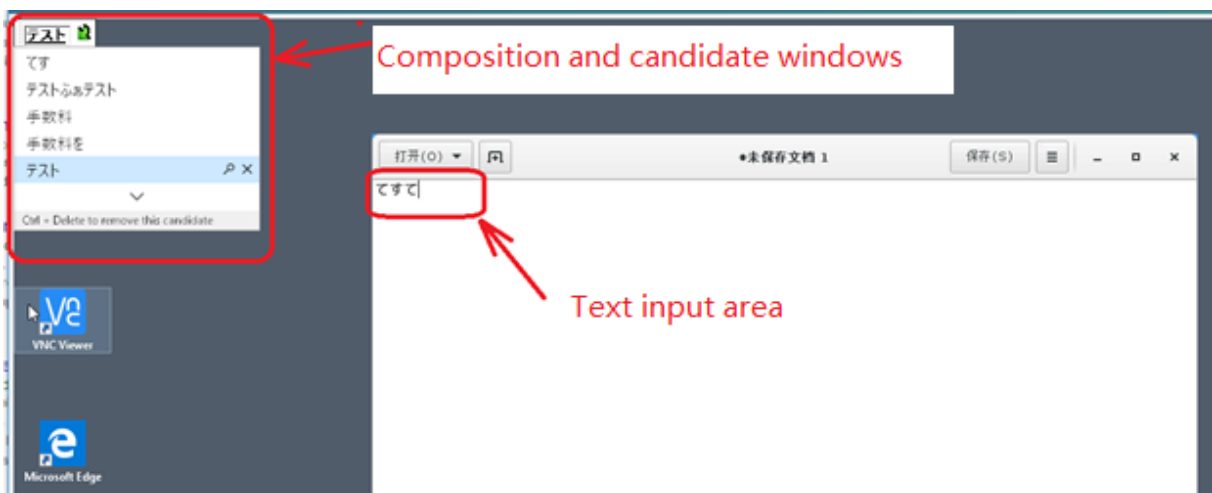 テスト
てす
テストふぁテスト
手数料
手数料を
テスト
Ctrl + Delete to remove this candidate
Composition and candidate windows
打开(O)
•未保存文档 1
保存(S)
てすて
Text input area
VNC Viewer
Microsoft Edge